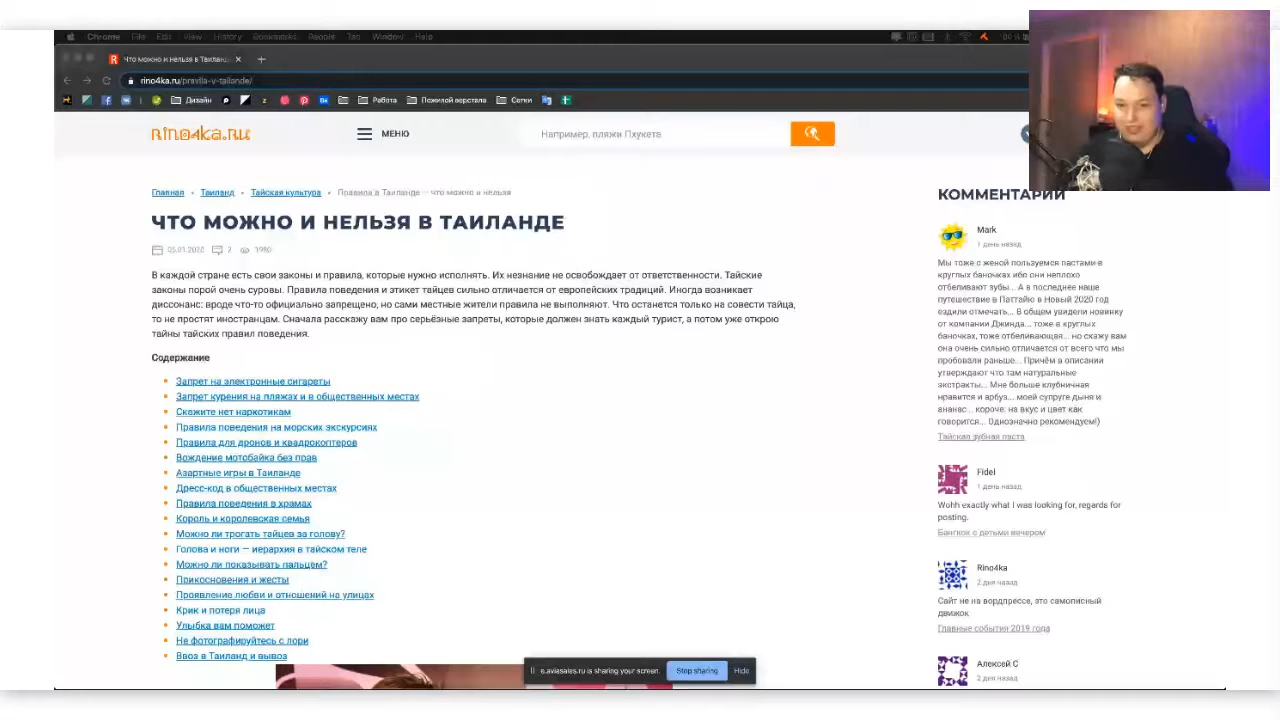 Chrome File Edit View History Bookmarks People Tab Window Help
Что можно и нельзя в Таиланд
rino4ka.ru/pravila-v-tailande/
Дизайн Работа Пожилой верстала Сетки
rino4ka.ru
МЕНЮ
Например, пляжи Пхукета
Главная • Таиланд • Тайская культура • Правила в Таиланде — что можно и нельзя
ЧТО МОЖНО И НЕЛЬЗЯ В ТАИЛАНДЕ
05.01.2020 2 1980
В каждой стране есть свои законы и правила, которые нужно исполнять. Их незнание не освобождает от ответственности. Тайские
законы порой очень суровы. Правила поведения и этикет тайцев сильно отличается от европейских традиций. Иногда возникает
диссонанс: вроде что-то официально запрещено, но сами местные жители правила не выполняют. Что останется только на совести тайца,
то не простят иностранцам. Сначала расскажу вам про серьёзные запреты, которые должен знать каждый турист, а потом уже открою
тайны тайских правил поведения.
Содержание
Запрет на электронные сигареты
Запрет курения на пляжах и в общественных местах
Скажите нет наркотикам
Правила поведения на морских экскурсиях
Правила для дронов и квадрокоптеров
Вождение мотобайка без прав
Азартные игры в Таиланде
Дресс-код в общественных местах
Правила поведения в храмах
Король и королевская семья
Можно ли трогать тайцев за голову?
Голова и ноги — иерархия в тайском теле
Можно ли показывать пальцем?
Прикосновения и жесты
Проявление любви и отношений на улицах
Крик и потеря лица
Улыбка вам поможет
Не фотографируйтесь с лори
Ввоз в Таиланд и вывоз
КОММЕНТАРИИ
Mark
1 день назад
Мы тоже с женой пользуемся пастами в
круглых баночках ибо они неплохо
отбеливают зубы... А в последнее наше
путешествие в Паттайю в Новый 2020 год
ездили отмечать... В общем увидели новинку
от компании Джинда... тоже в круглых
баночках, тоже отбеливающая... но скажу вам
она очень сильно отличается от всего что мы
пробовали раньше... Причём в описании
утверждают что там натуральные
экстракты... Мне больше клубничная
нравится и арбуз... моей супруге дыня и
ананас... короче: на вкус и цвет как
говорится... Однозначно рекомендуем!)
Тайская зубная паста
Fidel
1 день назад
Wohh exactly what I was looking for, regards for
posting.
Бангкок с детьми вечером
Rino4ka
2 дня назад
Сайт не на вордпрессе, это самописный
движок
Главные события 2019 года
Алексей С
2 дня назад
e.aviasales.ru is sharing your screen. Stop sharing Hide